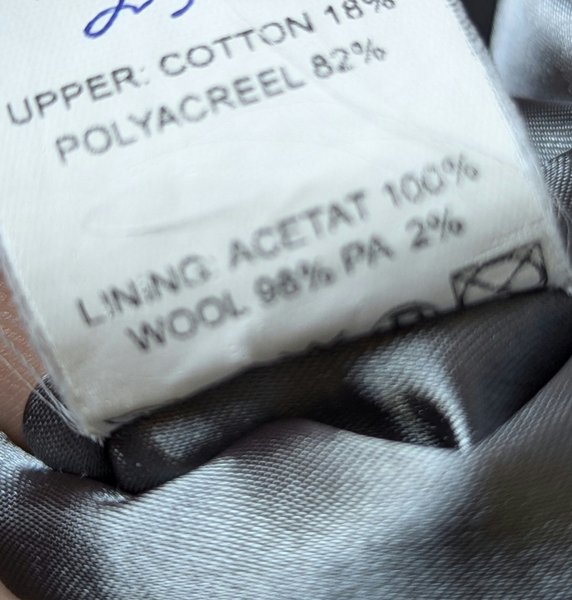 UPPER: COTTON 18%
POLYACREEL 82%
LINING: ACETAT 100%
WOOL 98% PA 2%